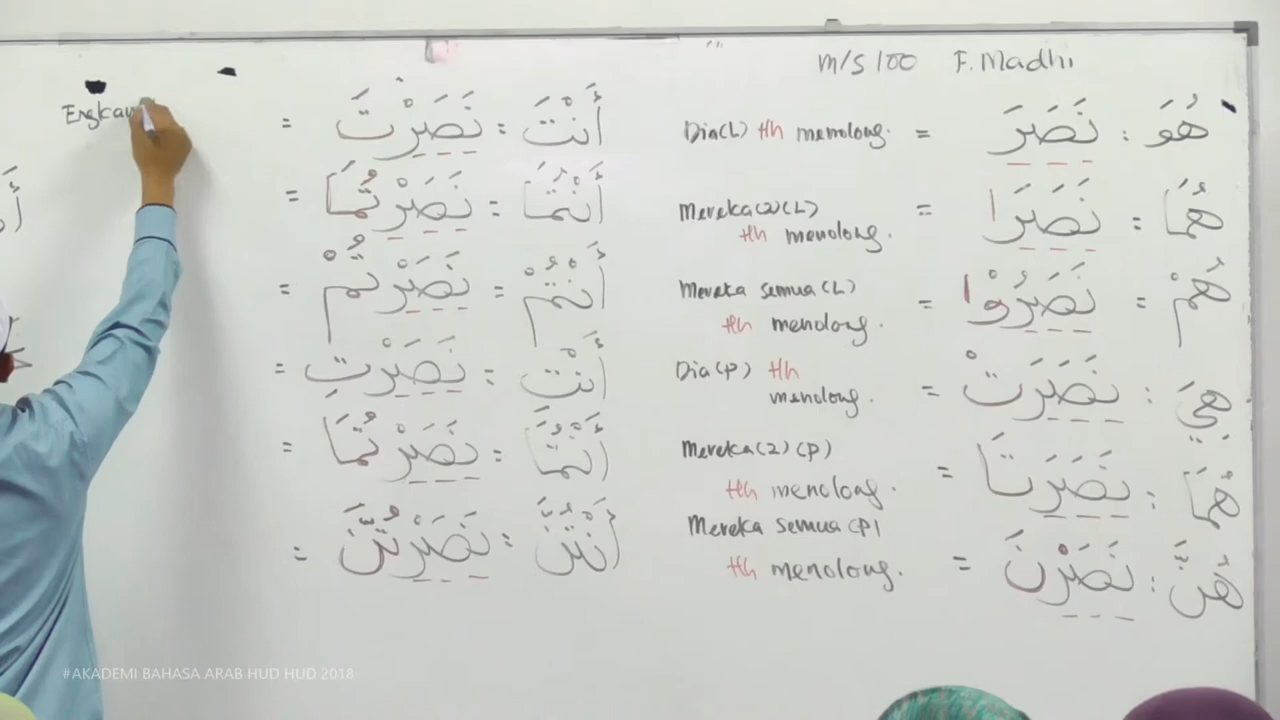 m/s 100 F. Madhi
هُوَ : نَصَرَ = Dia(L) tlh menolong.
هُمَا : نَصَرَا = Mereka(2)(L)
tlh menolong.
هُمْ : نَصَرُوْا = Mereka semua(L)
tlh menolong.
هِيَ : نَصَرَتْ = Dia(P) tlh
menolong.
هُمَا : نَصَرَتَا = Mereka(2)(P)
tlh menolong.
هُنَّ : نَصَرْنَ = Mereka semua(P)
tlh menolong.
أَنْتَ : نَصَرْتَ = Engkau
أَنْتُمَا : نَصَرْتُمَا =
أَنْتُمْ : نَصَرْتُمْ =
أَنْتِ : نَصَرْتِ =
أَنْتُمَا : نَصَرْتُمَا =
أَنْتُنَّ : نَصَرْتُنَّ =
#AKADEMI BAHASA ARAB HUD HUD 2018